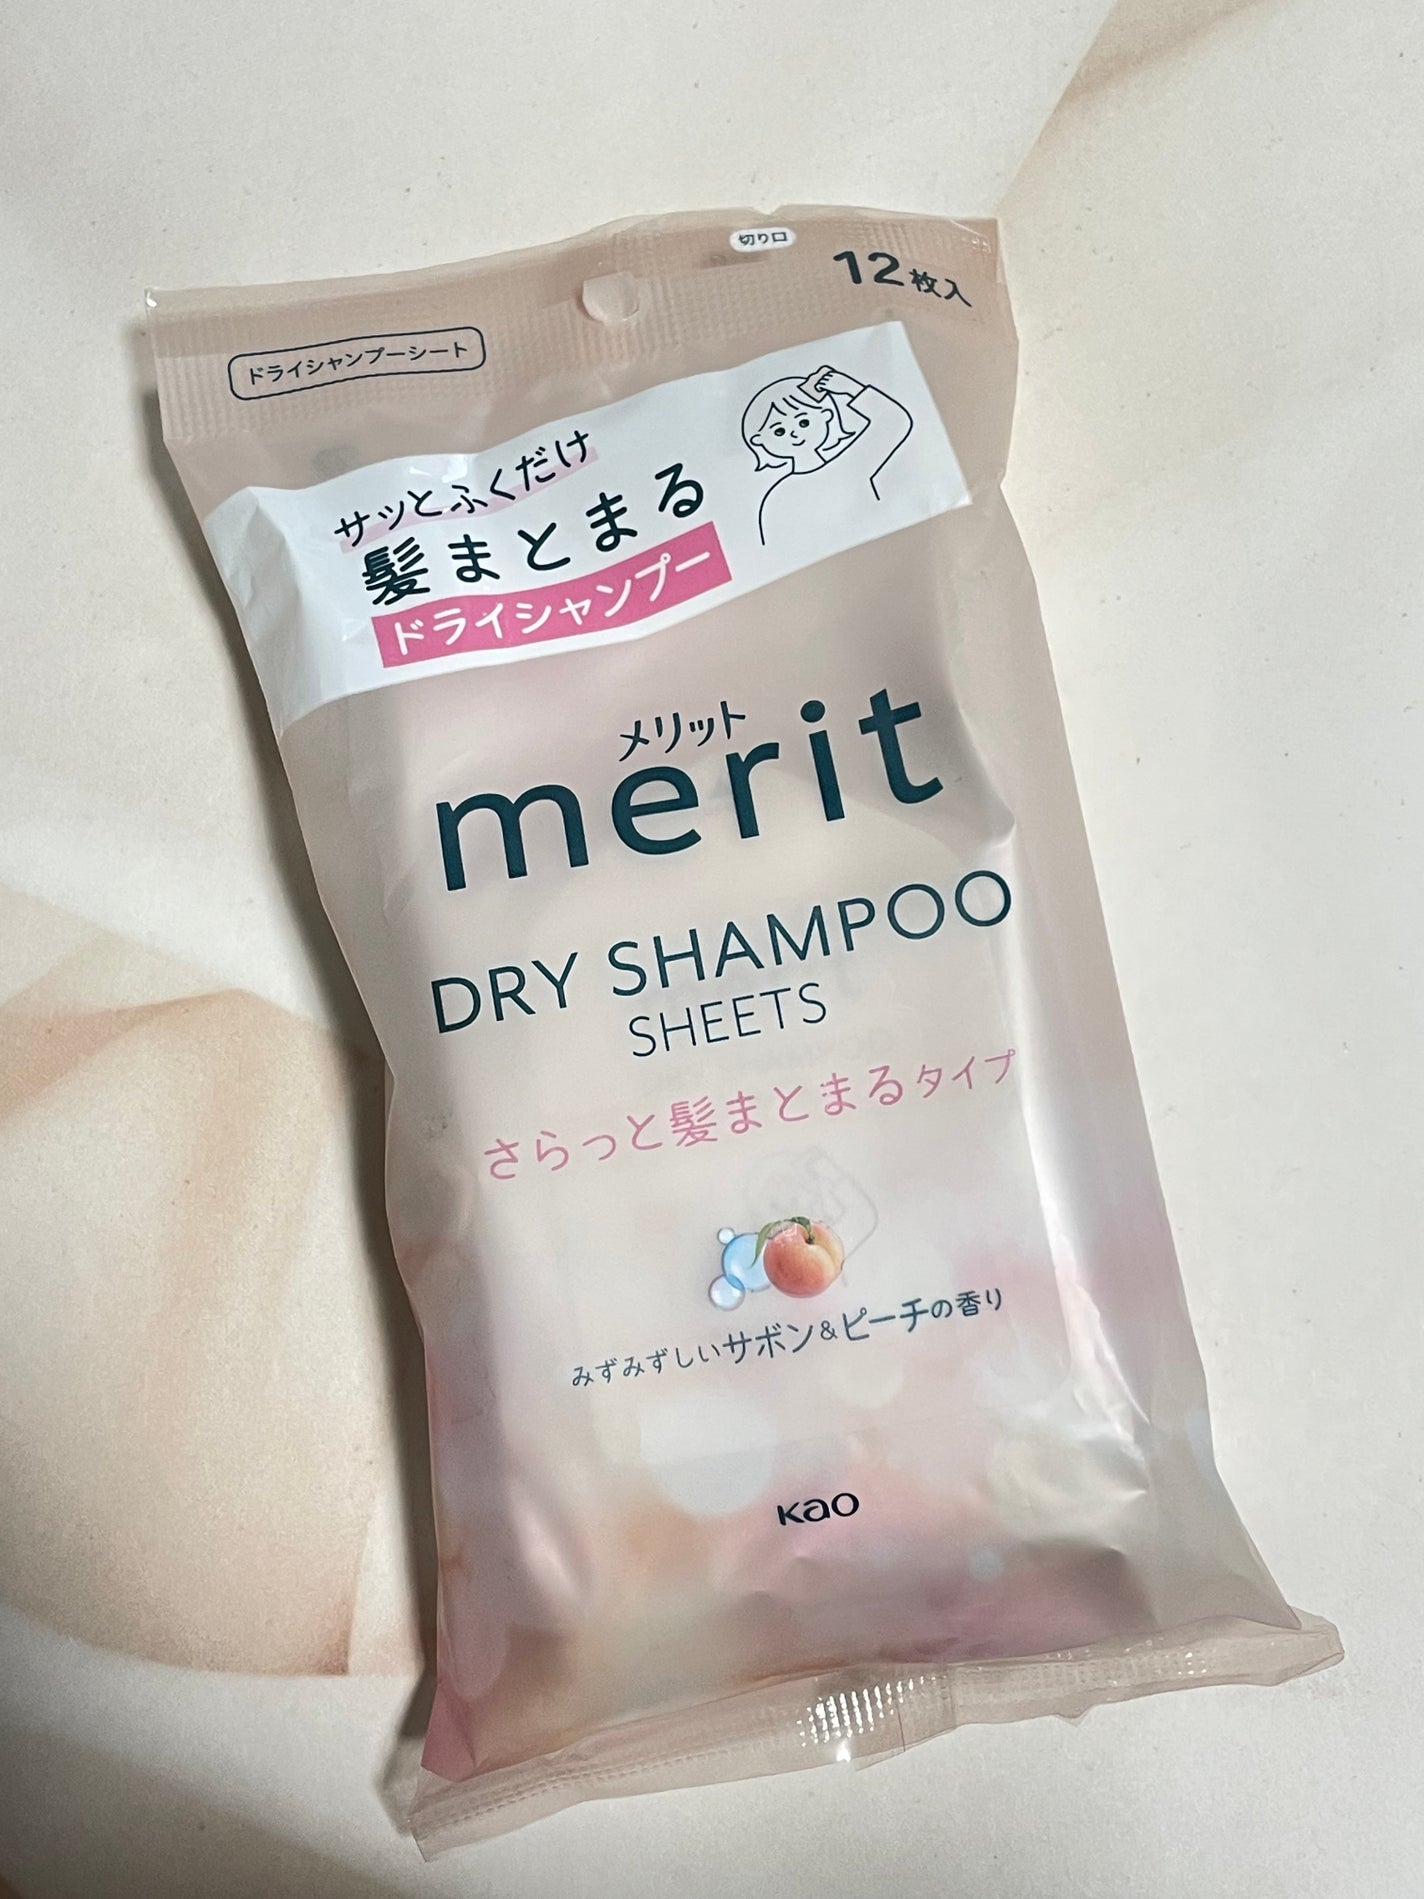 切り口
12枚入
ドライシャンプーシート
サッとふくだけ
髪まとまる
ドライシャンプー
メリット
merit
DRY SHAMPOO
SHEETS
さらっと髪まとまるタイプ
みずみずしいサボン&ピーチの香り
Kao